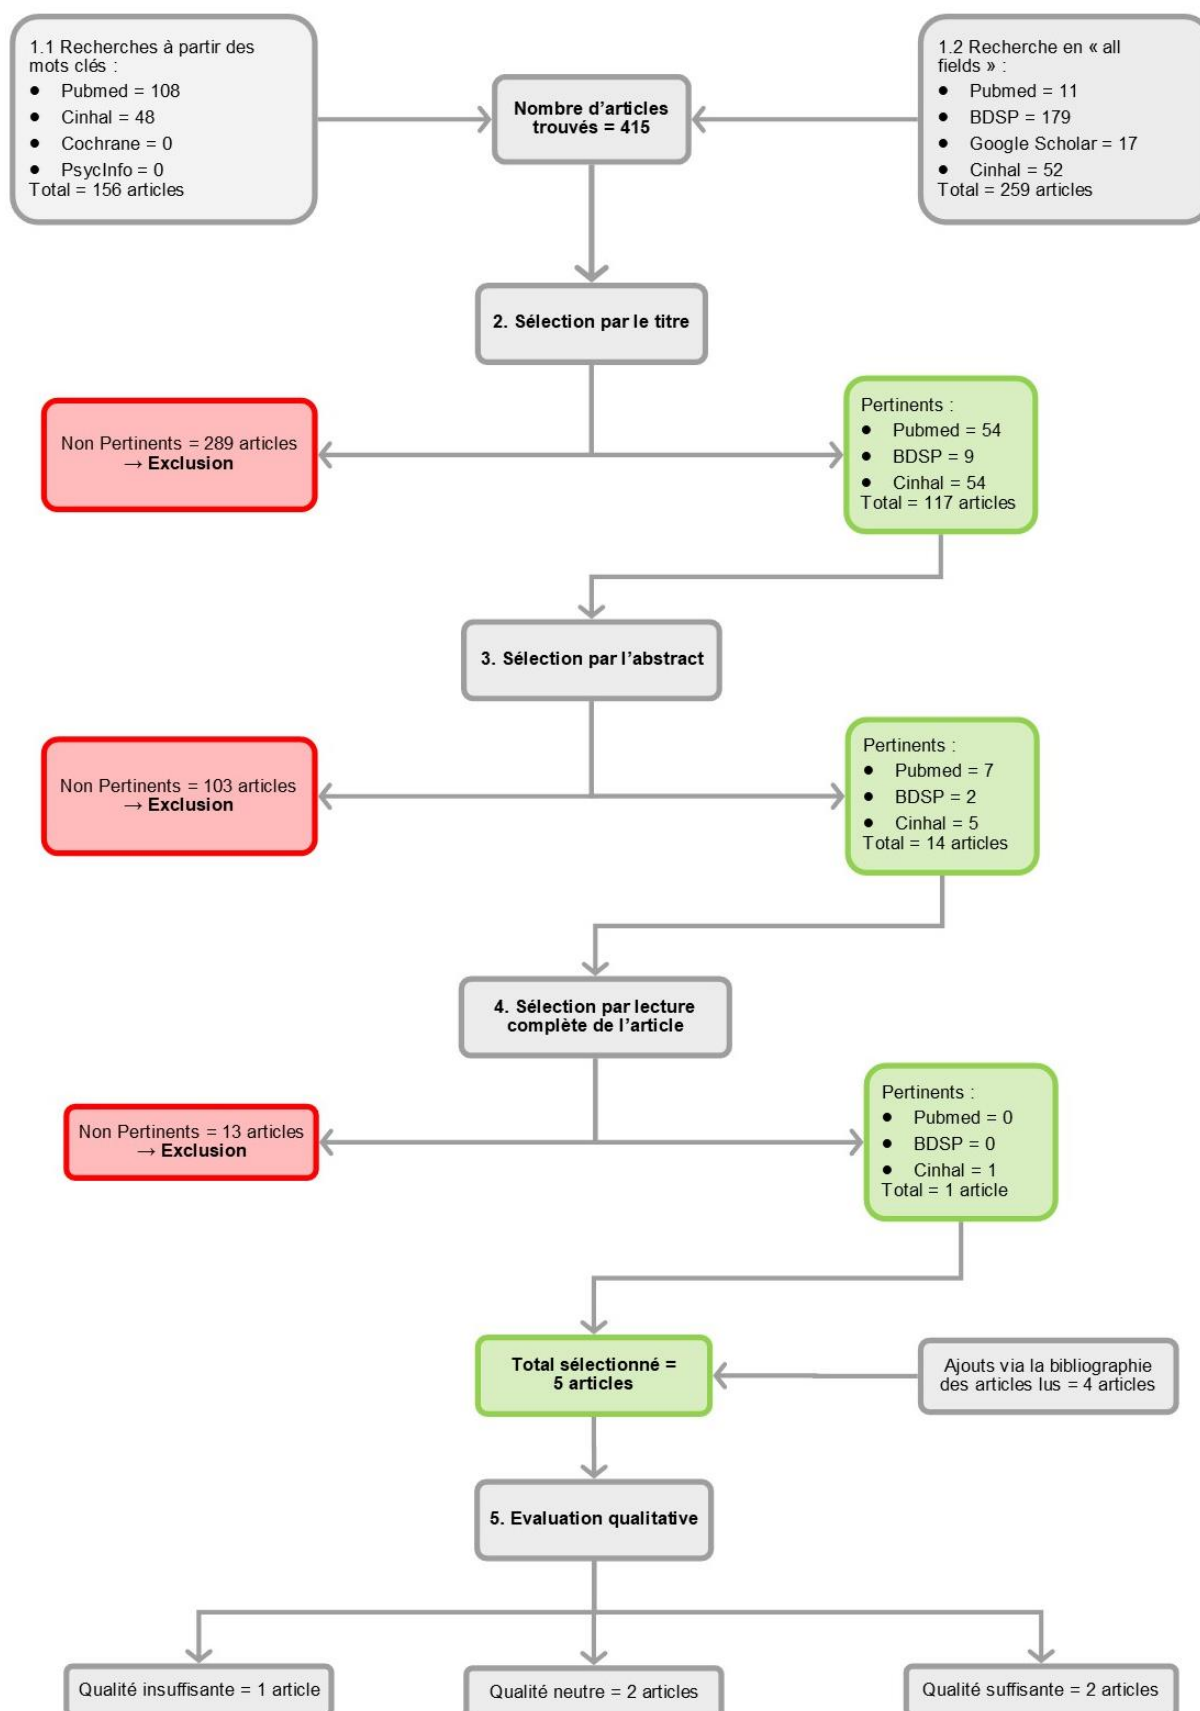 1.1 Recherches à partir des
mots clés :
● Pubmed = 108
● Cinhal = 48
● Cochrane = 0
● PsycInfo = 0
Total = 156 articles
Nombre d’articles
trouvés = 415
1.2 Recherche en « all
fields » :
● Pubmed = 11
● BDSP = 179
● Google Scholar = 17
● Cinhal = 52
Total = 259 articles
2. Sélection par le titre
Non Pertinents = 289 articles
→ Exclusion
Pertinents :
● Pubmed = 54
● BDSP = 9
● Cinhal = 54
Total = 117 articles
3. Sélection par l’abstract
Non Pertinents = 103 articles
→ Exclusion
Pertinents :
● Pubmed = 7
● BDSP = 2
● Cinhal = 5
Total = 14 articles
4. Sélection par lecture
complète de l’article
Non Pertinents = 13 articles
→ Exclusion
Pertinents :
● Pubmed = 0
● BDSP = 0
● Cinhal = 1
Total = 1 article
Total sélectionné =
5 articles
Ajouts via la bibliographie
des articles lus = 4 articles
5. Evaluation qualitative
Qualité insuffisante = 1 article
Qualité neutre = 2 articles
Qualité suffisante = 2 articles